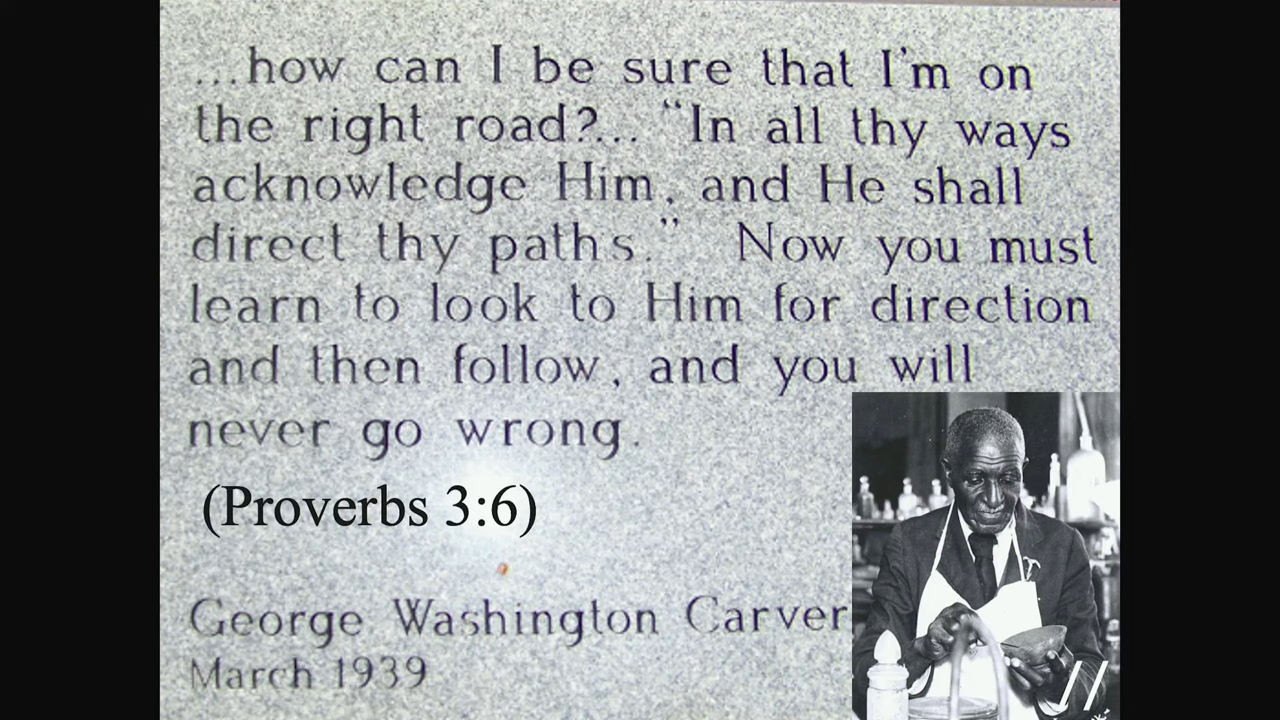 ...how can I be sure that I'm on
the right road?... "In all thy ways
acknowledge Him, and He shall
direct thy paths." Now you must
learn to look to Him for direction
and then follow, and you will
never go wrong.
(Proverbs 3:6)
George Washington Carver
March 1939